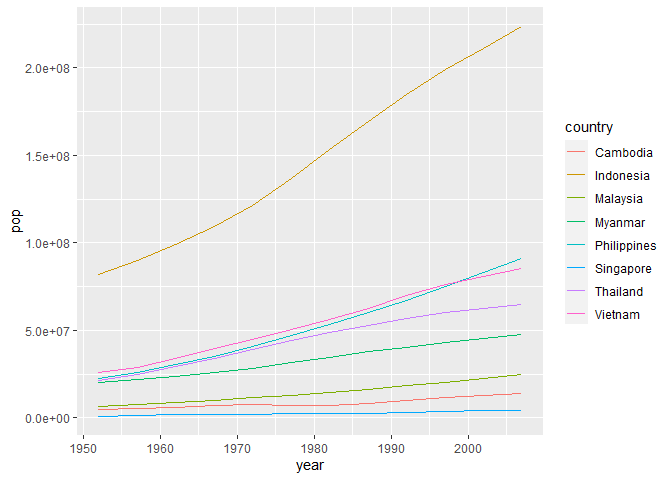 2.0e+08
1.5e+08
1.0e+08
5.0e+07
0.0e+00
pop
1950 1960 1970 1980 1990 2000
year
country
Cambodia
Indonesia
Malaysia
Myanmar
Philippines
Singapore
Thailand
Vietnam